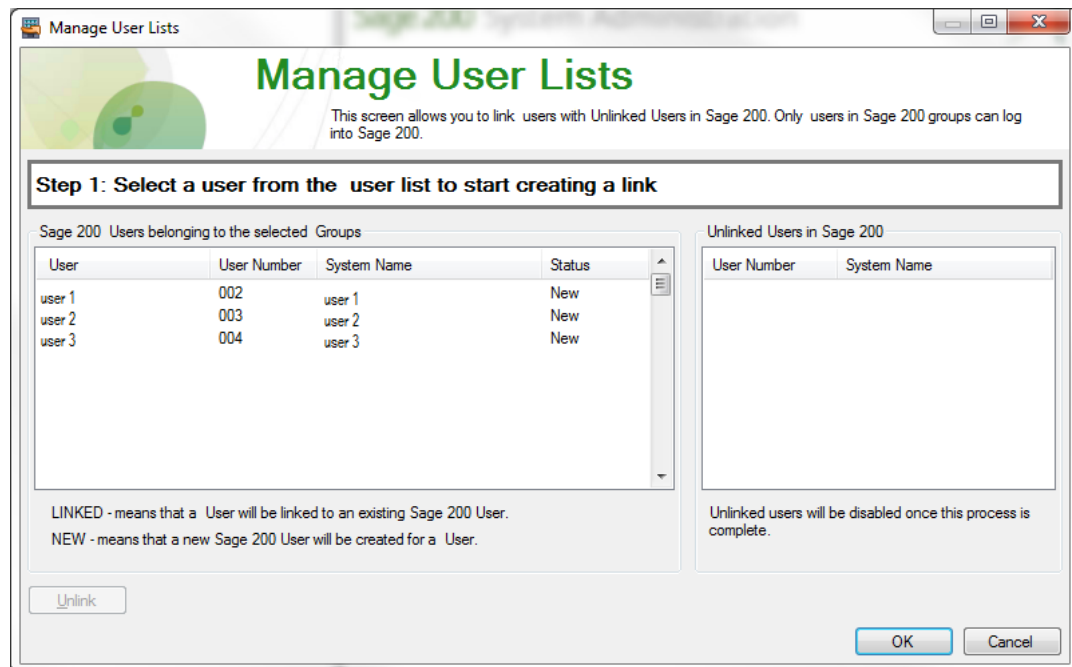 Sage 200 System Administration
Manage User Lists
Manage User Lists
This screen allows you to link users with Unlinked Users in Sage 200. Only users in Sage 200 groups can log
into Sage 200.
Step 1: Select a user from the user list to start creating a link
Sage 200 Users belonging to the selected Groups
User User Number System Name Status
user 1 002 user 1 New
user 2 003 user 2 New
user 3 004 user 3 New
LINKED - means that a User will be linked to an existing Sage 200 User.
NEW - means that a new Sage 200 User will be created for a User.
Unlinked Users in Sage 200
User Number System Name
Unlinked users will be disabled once this process is
complete.
Unlink
OK Cancel